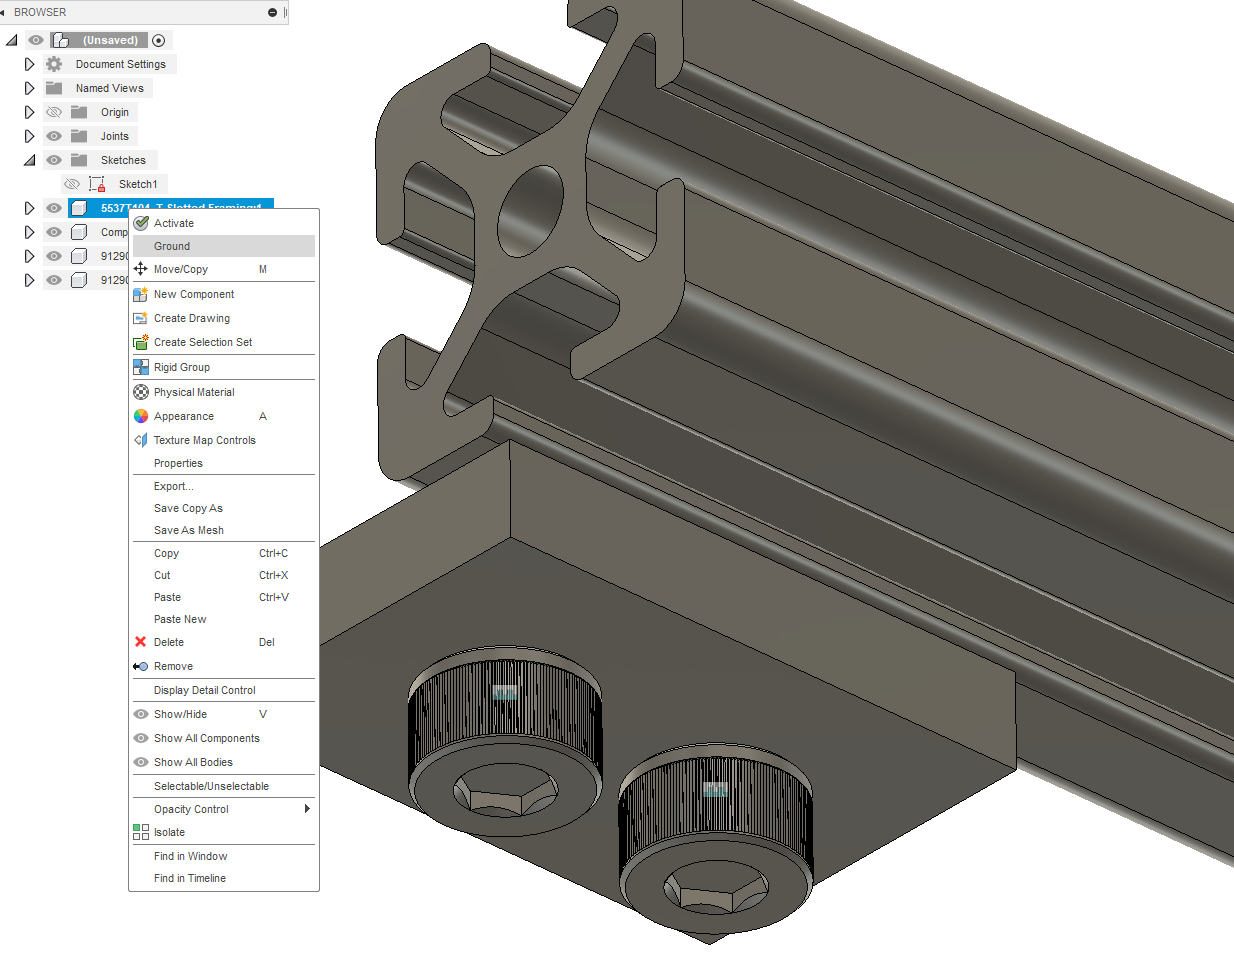 BROWSER
(Unsaved)
Document Settings
Named Views
Origin
Joints
Sketches
Sketch1
5537T104 T-Slotted Framing:1
Comp
9129
9129
Activate
Ground
Move/Copy M
New Component
Create Drawing
Create Selection Set
Rigid Group
Physical Material
Appearance A
Texture Map Controls
Properties
Export...
Save Copy As
Save As Mesh
Copy Ctrl+C
Cut Ctrl+X
Paste Ctrl+V
Paste New
Delete Del
Remove
Display Detail Control
Show/Hide V
Show All Components
Show All Bodies
Selectable/Unselectable
Opacity Control
Isolate
Find in Window
Find in Timeline